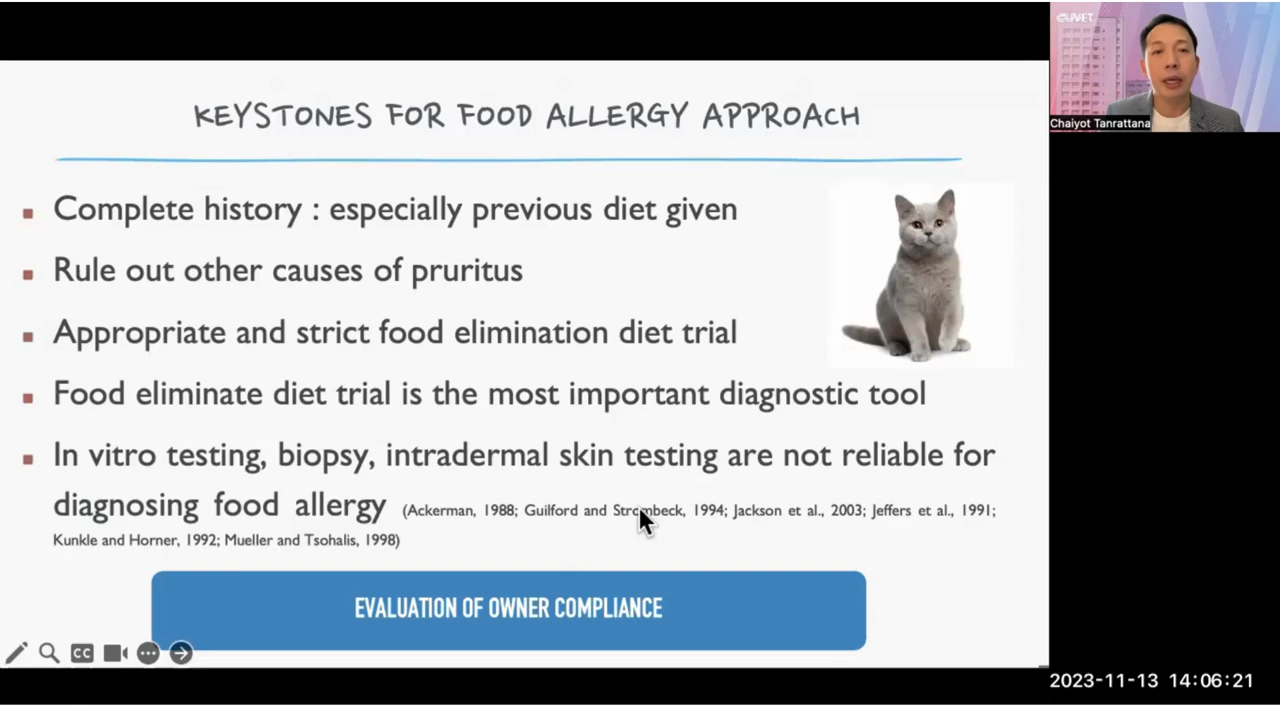 CUVET
Chaiyot Tanrattana
KEYSTONES FOR FOOD ALLERGY APPROACH
Complete history : especially previous diet given
Rule out other causes of pruritus
Appropriate and strict food elimination diet trial
Food eliminate diet trial is the most important diagnostic tool
In vitro testing, biopsy, intradermal skin testing are not reliable for
diagnosing food allergy (Ackerman, 1988; Guilford and Strombeck, 1994; Jackson et al., 2003; Jeffers et al., 1991;
Kunkle and Horner, 1992; Mueller and Tsohalis, 1998)
EVALUATION OF OWNER COMPLIANCE
CC
2023-11-13 14:06:21